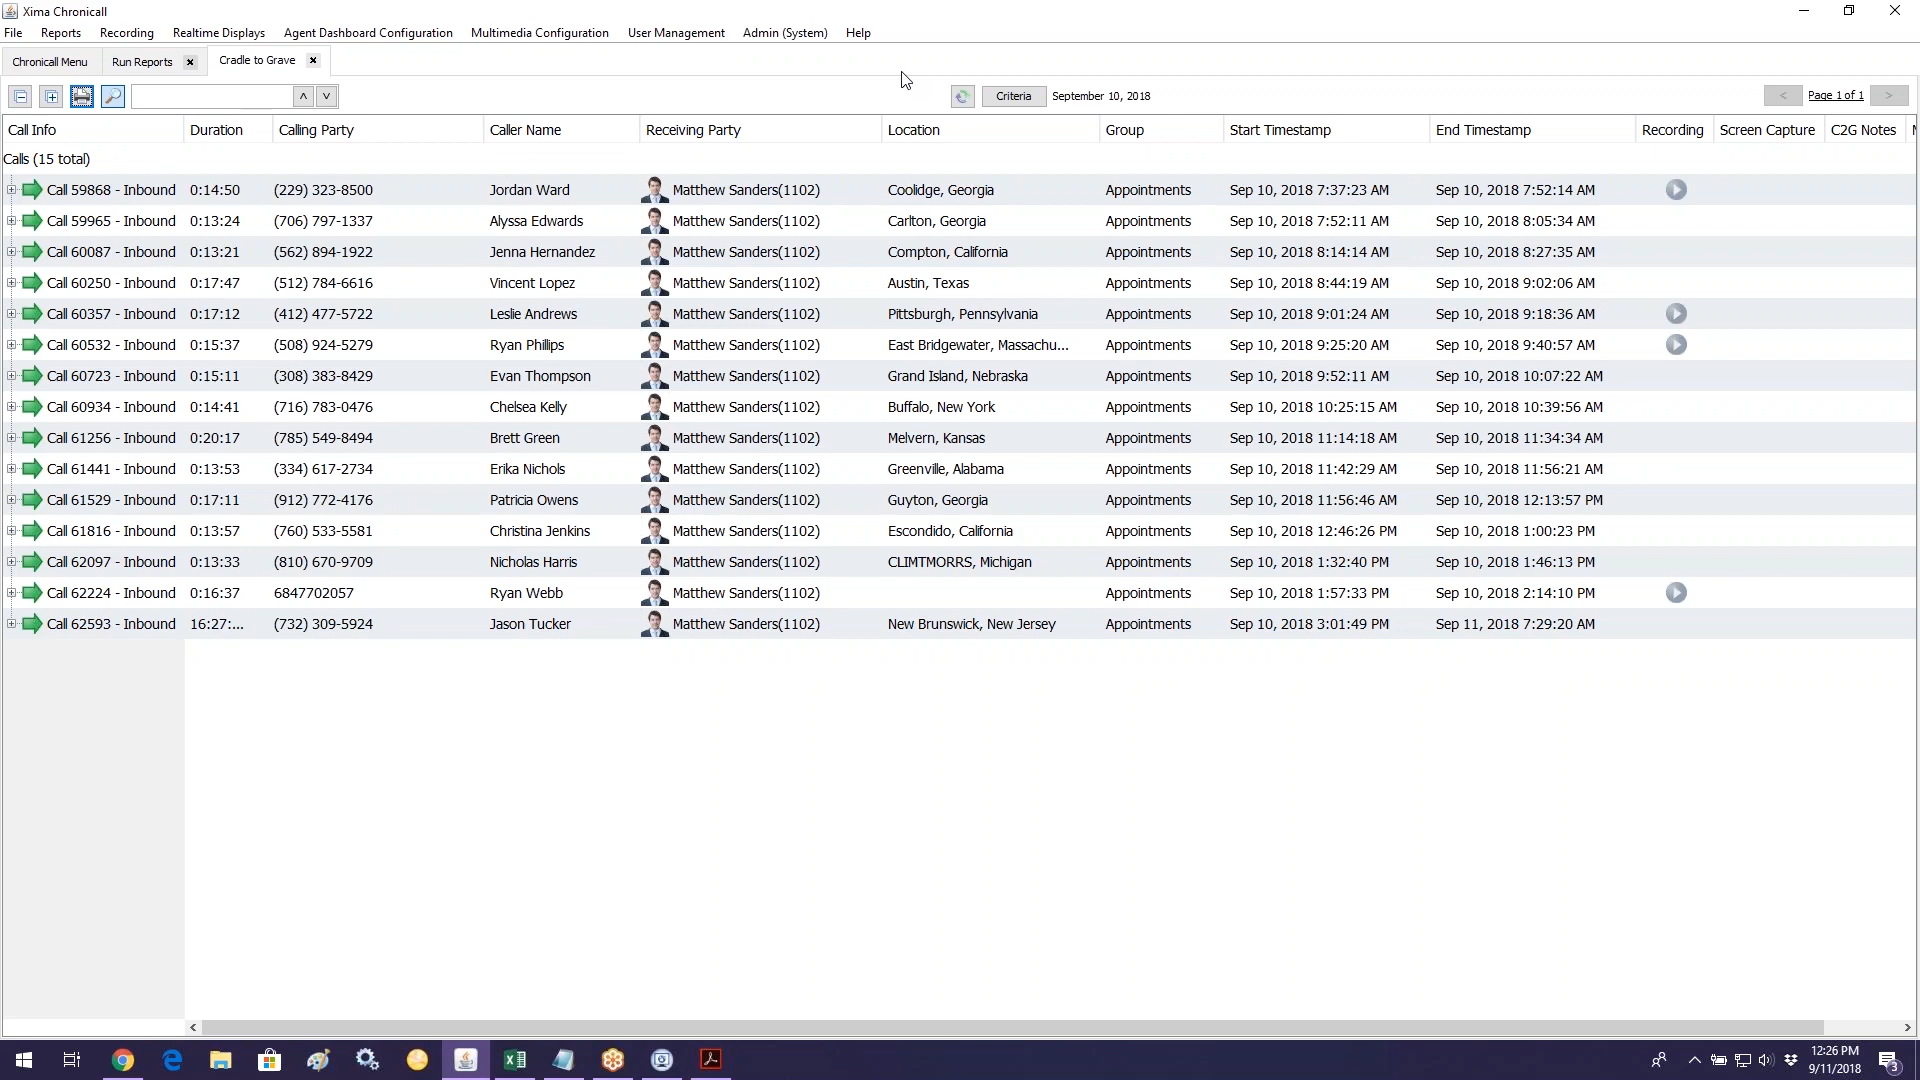 Xima Chronicall
File Reports Recording Realtime Displays Agent Dashboard Configuration Multimedia Configuration User Management Admin (System) Help
Chronicall Menu Run Reports Cradle to Grave
Criteria September 10, 2018 < Page 1 of 1 >
Call Info Duration Calling Party Caller Name Receiving Party Location Group Start Timestamp End Timestamp Recording Screen Capture C2G Notes
Calls (15 total)
Call 59868 - Inbound 0:14:50 (229) 323-8500 Jordan Ward Matthew Sanders(1102) Coolidge, Georgia Appointments Sep 10, 2018 7:37:23 AM Sep 10, 2018 7:52:14 AM
Call 59965 - Inbound 0:13:24 (706) 797-1337 Alyssa Edwards Matthew Sanders(1102) Carlton, Georgia Appointments Sep 10, 2018 7:52:11 AM Sep 10, 2018 8:05:34 AM
Call 60087 - Inbound 0:13:21 (562) 894-1922 Jenna Hernandez Matthew Sanders(1102) Compton, California Appointments Sep 10, 2018 8:14:14 AM Sep 10, 2018 8:27:35 AM
Call 60250 - Inbound 0:17:47 (512) 784-6616 Vincent Lopez Matthew Sanders(1102) Austin, Texas Appointments Sep 10, 2018 8:44:19 AM Sep 10, 2018 9:02:06 AM
Call 60357 - Inbound 0:17:12 (412) 477-5722 Leslie Andrews Matthew Sanders(1102) Pittsburgh, Pennsylvania Appointments Sep 10, 2018 9:01:24 AM Sep 10, 2018 9:18:36 AM
Call 60532 - Inbound 0:15:37 (508) 924-5279 Ryan Phillips Matthew Sanders(1102) East Bridgewater, Massachu... Appointments Sep 10, 2018 9:25:20 AM Sep 10, 2018 9:40:57 AM
Call 60723 - Inbound 0:15:11 (308) 383-8429 Evan Thompson Matthew Sanders(1102) Grand Island, Nebraska Appointments Sep 10, 2018 9:52:11 AM Sep 10, 2018 10:07:22 AM
Call 60934 - Inbound 0:14:41 (716) 783-0476 Chelsea Kelly Matthew Sanders(1102) Buffalo, New York Appointments Sep 10, 2018 10:25:15 AM Sep 10, 2018 10:39:56 AM
Call 61256 - Inbound 0:20:17 (785) 549-8494 Brett Green Matthew Sanders(1102) Melvern, Kansas Appointments Sep 10, 2018 11:14:18 AM Sep 10, 2018 11:34:34 AM
Call 61441 - Inbound 0:13:53 (334) 617-2734 Erika Nichols Matthew Sanders(1102) Greenville, Alabama Appointments Sep 10, 2018 11:42:29 AM Sep 10, 2018 11:56:21 AM
Call 61529 - Inbound 0:17:11 (912) 772-4176 Patricia Owens Matthew Sanders(1102) Guyton, Georgia Appointments Sep 10, 2018 11:56:46 AM Sep 10, 2018 12:13:57 PM
Call 61816 - Inbound 0:13:57 (760) 533-5581 Christina Jenkins Matthew Sanders(1102) Escondido, California Appointments Sep 10, 2018 12:46:26 PM Sep 10, 2018 1:00:23 PM
Call 62097 - Inbound 0:13:33 (810) 670-9709 Nicholas Harris Matthew Sanders(1102) CLIMTMORRS, Michigan Appointments Sep 10, 2018 1:32:40 PM Sep 10, 2018 1:46:13 PM
Call 62224 - Inbound 0:16:37 6847702057 Ryan Webb Matthew Sanders(1102) Appointments Sep 10, 2018 1:57:33 PM Sep 10, 2018 2:14:10 PM
Call 62593 - Inbound 16:27:... (732) 309-5924 Jason Tucker Matthew Sanders(1102) New Brunswick, New Jersey Appointments Sep 10, 2018 3:01:49 PM Sep 11, 2018 7:29:20 AM
12:26 PM
9/11/2018
3